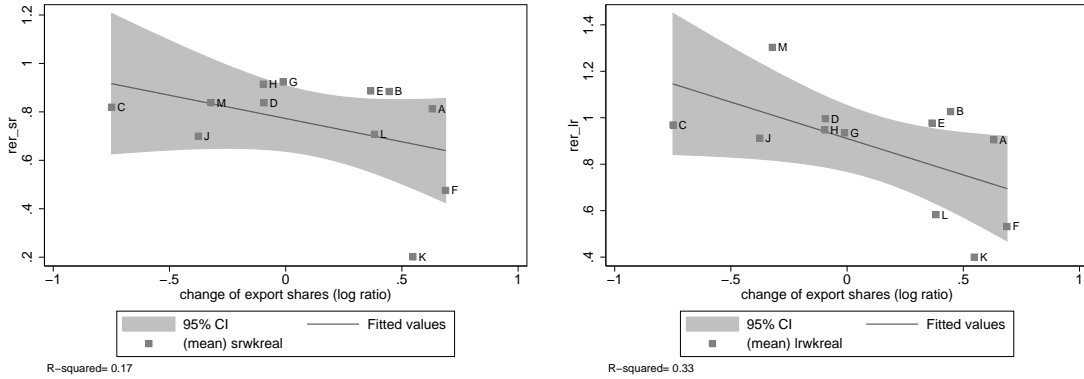 rer_sr
1.2
1
.8
.6
.4
.2
C
J
M
H
D
G
E
B
L
A
F
K
−1
−.5
0
.5
1
change of export shares (log ratio)
95% CI
Fitted values
(mean) srwkreal
R−squared= 0.17
rer_lr
1.4
1.2
1
.8
.6
.4
C
J
M
D
H
G
E
B
L
A
F
K
−1
−.5
0
.5
1
change of export shares (log ratio)
95% CI
Fitted values
(mean) lrwkreal
R−squared= 0.33